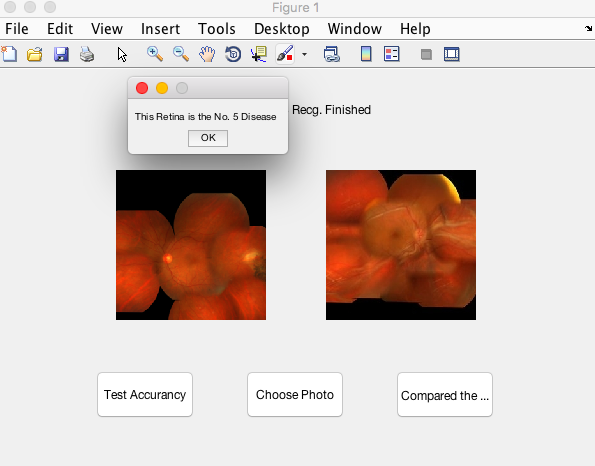 Figure 1
File Edit View Insert Tools Desktop Window Help
Recg. Finished
This Retina is the No. 5 Disease
OK
Test Accurancy
Choose Photo
Compared the ...